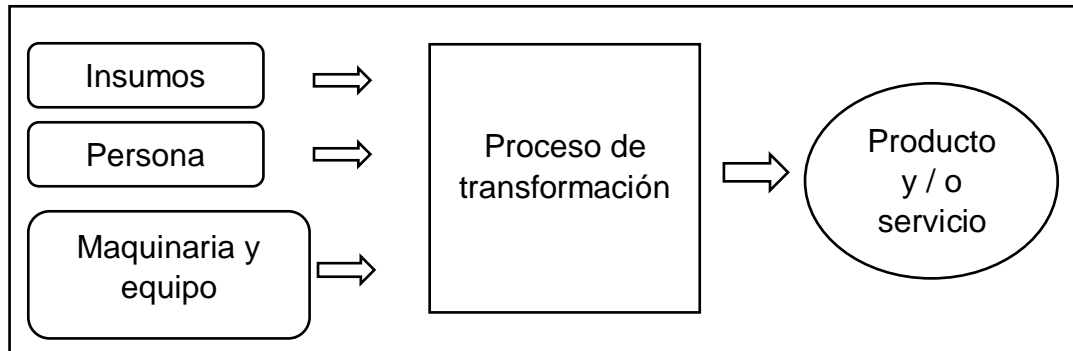 Insumos
Persona
Maquinaria y
equipo
Proceso de
transformación
Producto
y / o
servicio